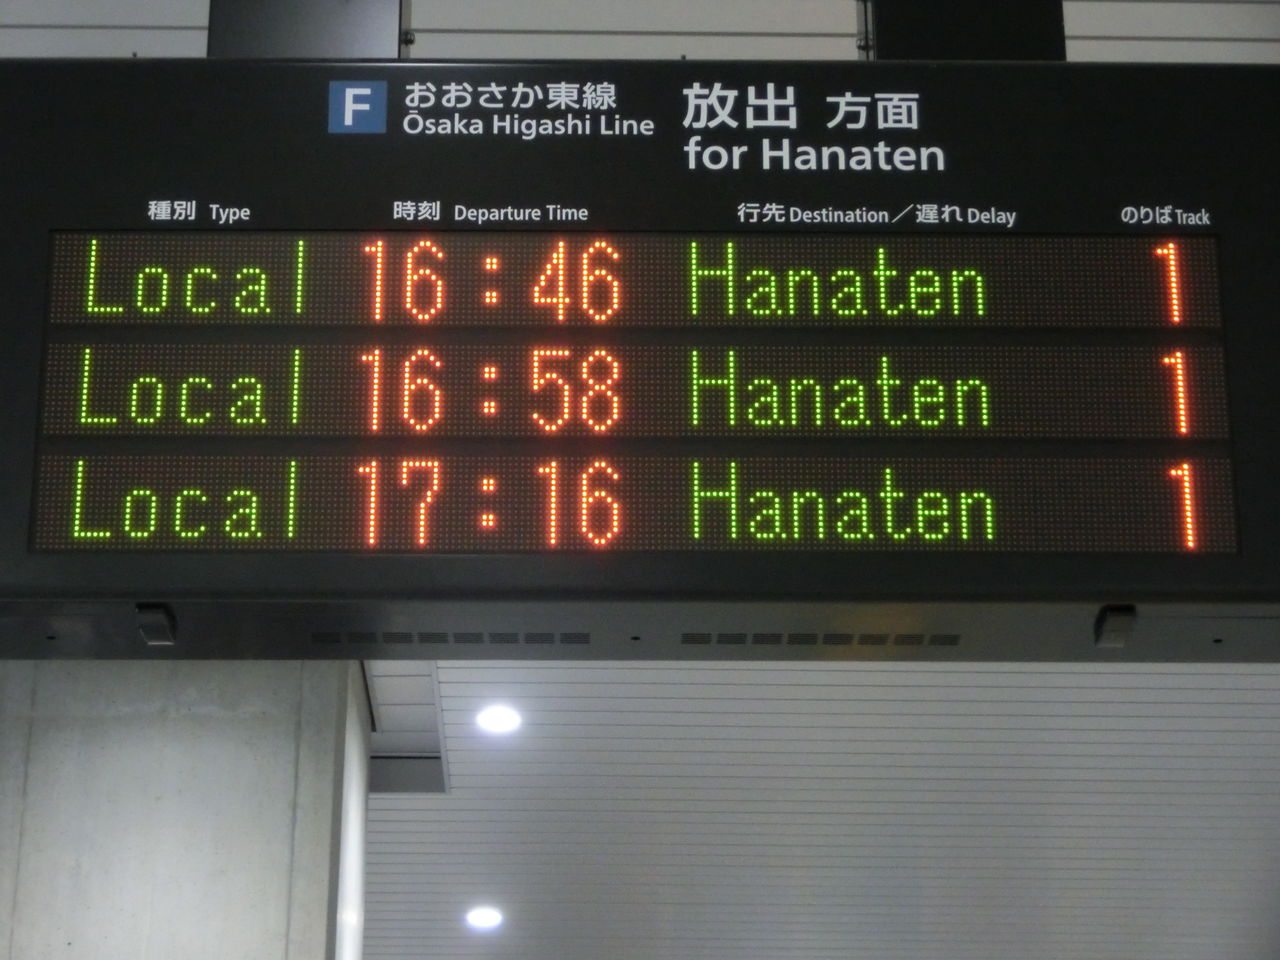 F おおさか東線 放出 方面
Ōsaka Higashi Line for Hanaten
種別 Type 時刻 Departure Time 行先 Destination／遅れ Delay のりば Track
Local 16:46 Hanaten 1
Local 16:58 Hanaten 1
Local 17:16 Hanaten 1